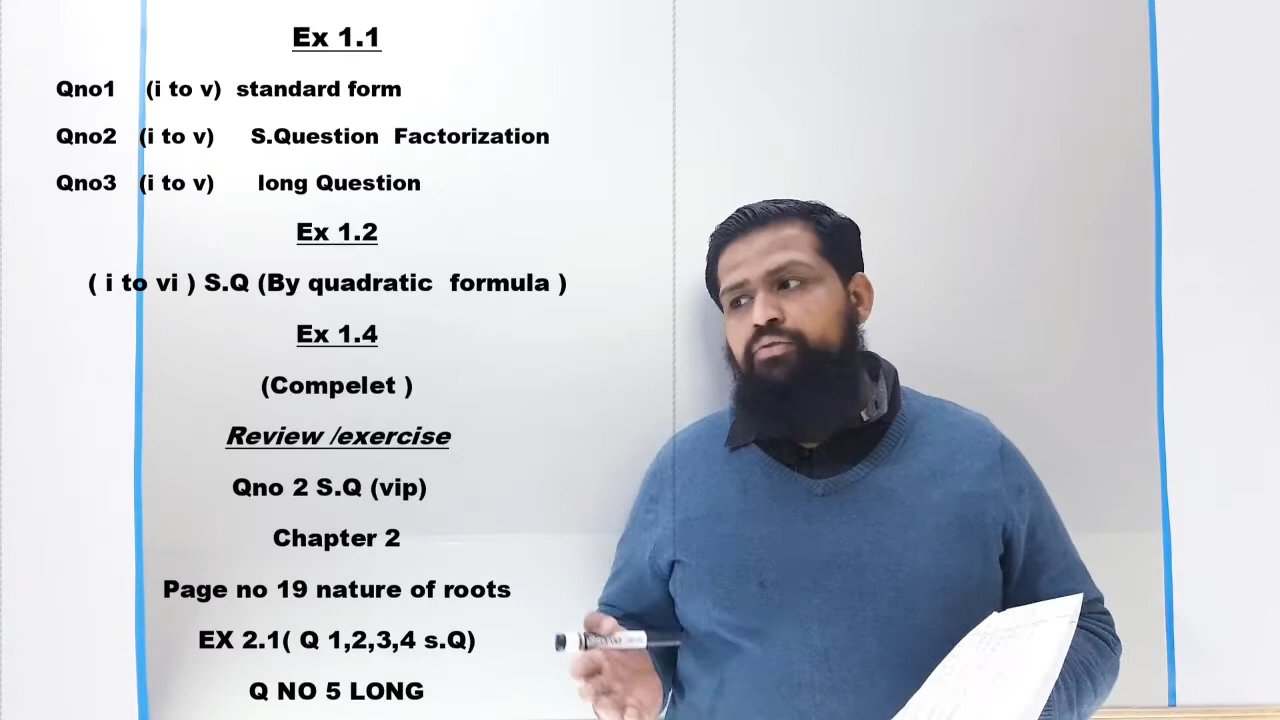 Ex 1.1
Qno1 (i to v) standard form
Qno2 (i to v) S.Question Factorization
Qno3 (i to v) long Question
Ex 1.2
( i to vi ) S.Q (By quadratic formula )
Ex 1.4
(Compelet )
Review /exercise
Qno 2 S.Q (vip)
Chapter 2
Page no 19 nature of roots
EX 2.1( Q 1,2,3,4 s.Q)
Q NO 5 LONG